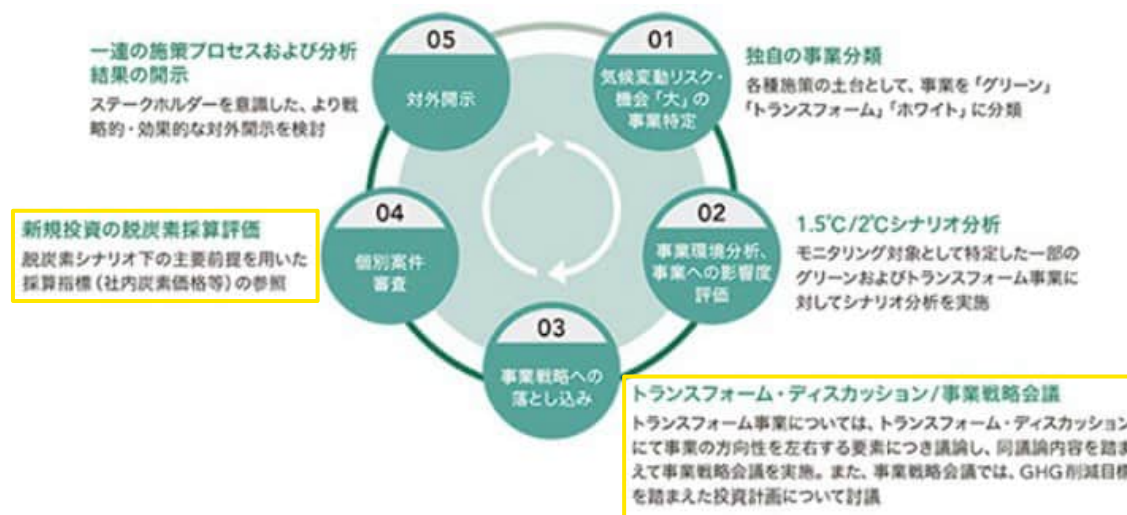 05
対外開示
一連の施策プロセスおよび分析
結果の開示
ステークホルダーを意識した、より戦
略的・効果的な対外開示を検討
01
気候変動リスク・
機会「大」の
事業特定
独自の事業分類
各種施策の土台として、事業を「グリーン」
「トランスフォーム」「ホワイト」に分類
02
事業環境分析、
事業への影響度
評価
1.5℃/2℃シナリオ分析
モニタリング対象として特定した一部の
グリーンおよびトランスフォーム事業に
対してシナリオ分析を実施
03
事業戦略への
落とし込み
トランスフォーム・ディスカッション/事業戦略会議
トランスフォーム事業については、トランスフォーム・ディスカッション
にて事業の方向性を左右する要素につき議論し、同議論内容を踏ま
えて事業戦略会議を実施。また、事業戦略会議では、GHG削減目標
を踏まえた投資計画について討議
04
個別案件
審査
新規投資の脱炭素採算評価
脱炭素シナリオ下の主要前提を用いた
採算指標(社内炭素価格等)の参照